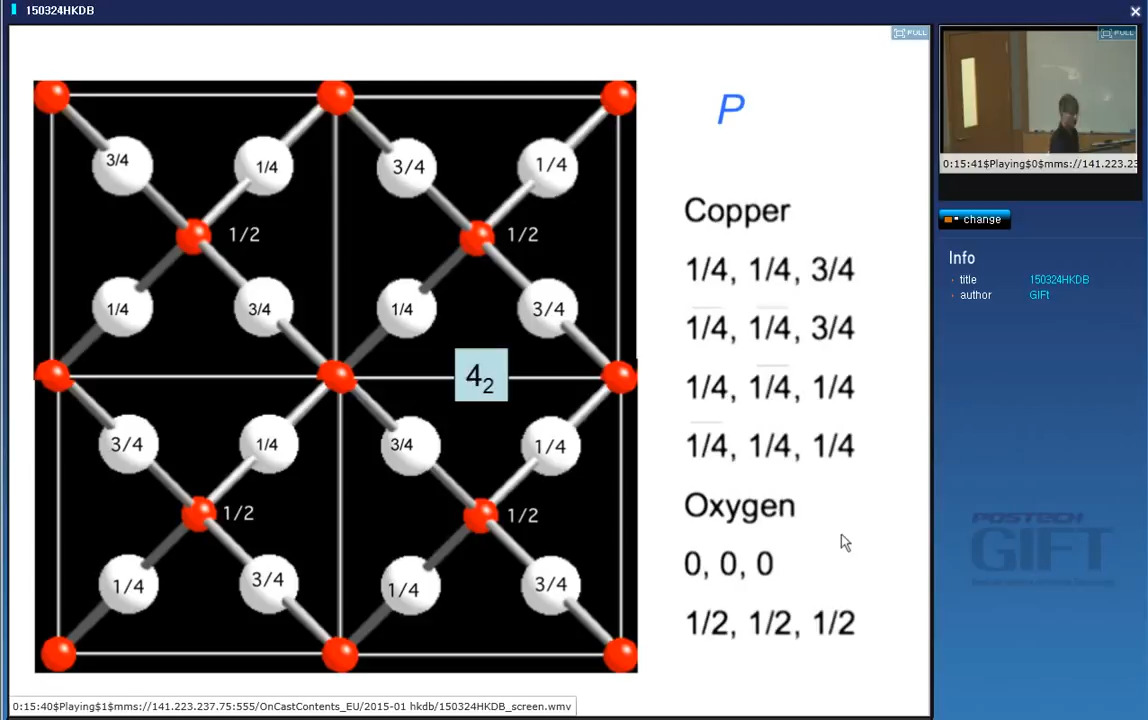 150324HKDB
FULL
FULL
P
3/4 1/4 3/4 1/4
1/2 1/2
1/4 3/4 1/4 3/4
4₂
3/4 1/4 3/4 1/4
1/2 1/2
1/4 3/4 1/4 3/4
Copper
1/4, 1/4, 3/4
1̅/4, 1̅/4, 3/4
1/4, 1̅/4, 1/4
1̅/4, 1/4, 1/4
Oxygen
0, 0, 0
1/2, 1/2, 1/2
0:15:40$Playing$1$mms://141.223.237.75:555/OnCastContents_EU/2015-01 hkdb/150324HKDB_screen.wmv
0:15:41$Playing$0$mms://141.223.23
change
Info
title 150324HKDB
author GIFt
POSTECH
GIFT